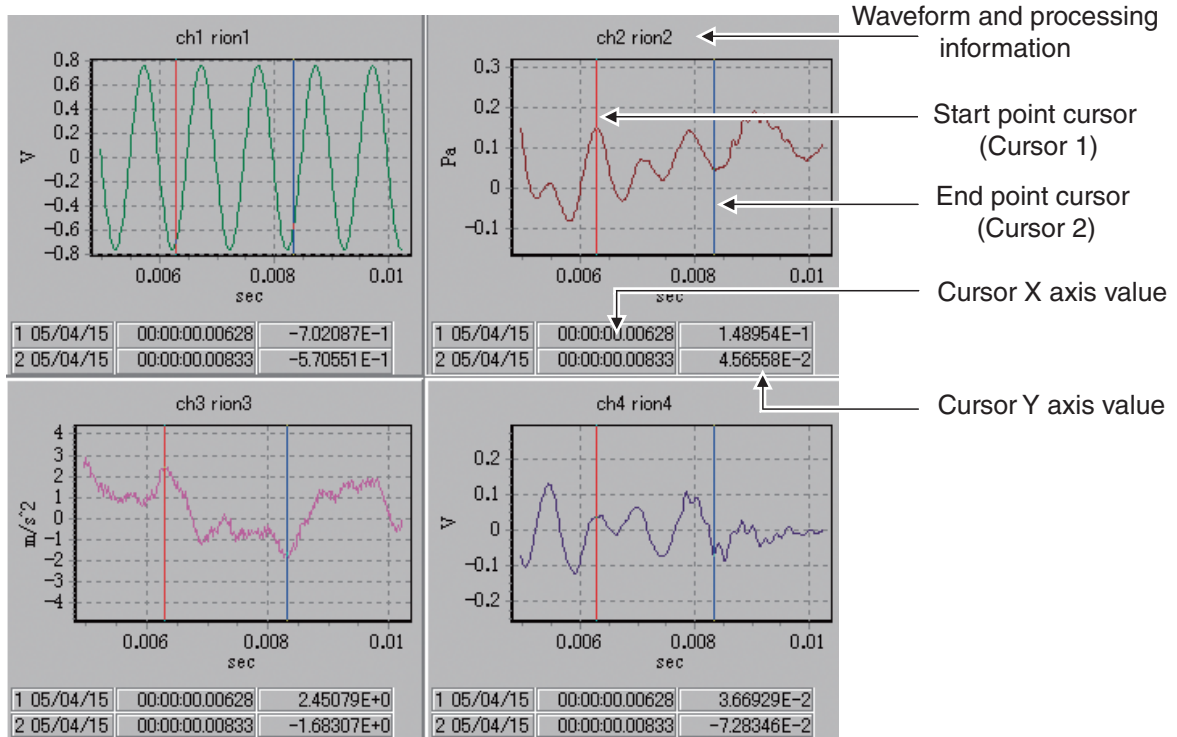 ch1 rion1
0.8
0.6
0.4
0.2
0
−0.2
−0.4
−0.6
−0.8
V
0.006 0.008 0.01
sec
1 05/04/15 00:00:00.00628 −7.02087E−1
2 05/04/15 00:00:00.00833 −5.70551E−1
ch2 rion2
0.3
0.2
0.1
0
−0.1
Pa
0.006 0.008 0.01
sec
1 05/04/15 00:00:00.00628 1.48954E−1
2 05/04/15 00:00:00.00833 4.56558E−2
Waveform and processing
information
Start point cursor
(Cursor 1)
End point cursor
(Cursor 2)
Cursor X axis value
Cursor Y axis value
ch3 rion3
4
3
2
1
0
−1
−2
−3
−4
m/s^2
0.006 0.008 0.01
sec
1 05/04/15 00:00:00.00628 2.45079E+0
2 05/04/15 00:00:00.00833 −1.68307E+0
ch4 rion4
0.2
0.1
0
−0.1
−0.2
V
0.006 0.008 0.01
sec
1 05/04/15 00:00:00.00628 3.66929E−2
2 05/04/15 00:00:00.00833 −7.28346E−2